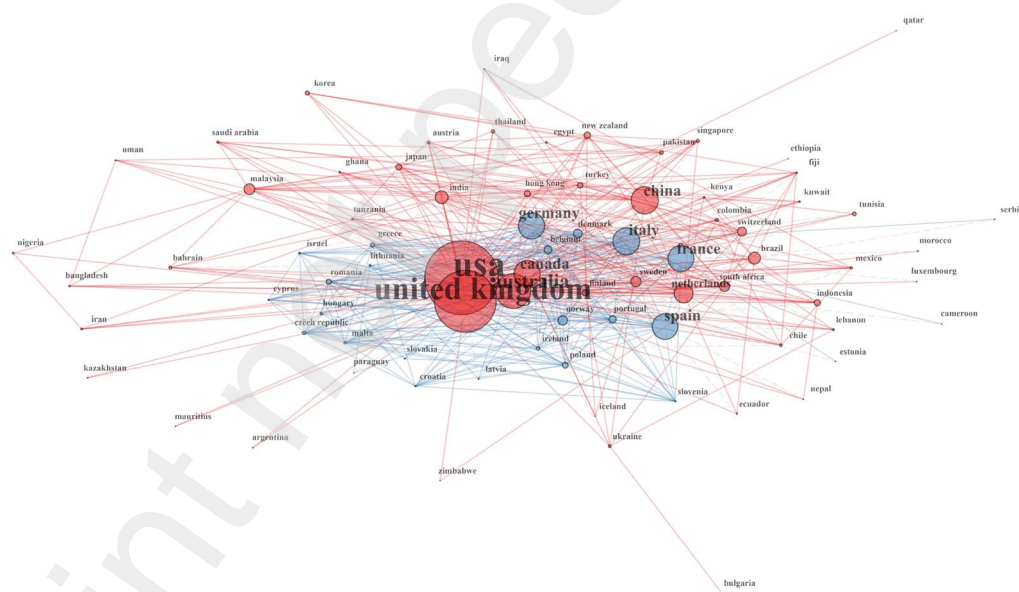 qatar
iraq
korea
thailand
new zealand
singapore
saudi arabia
austria
egypt
pakistan
oman
ethiopia
ghana
japan
fiji
turkey
malaysia
india
hong kong
china
kenya
kuwait
tanzania
germany
colombia
tunisia
serbi
denmark
switzerland
greece
italy
nigeria
israel
belgium
france
morocco
lithuania
usa
canada
brazil
mexico
bahrain
romania
sweden
south africa
luxembourg
bangladesh
finland
netherlands
australia
united kingdom
cyprus
indonesia
hungary
norway
portugal
spain
cameroon
iran
czech republic
lebanon
malta
ireland
chile
slovakia
poland
estonia
paraguay
latvia
kazakhstan
croatia
nepal
slovenia
iceland
ecuador
mauritius
argentina
ukraine
zimbabwe
bulgaria